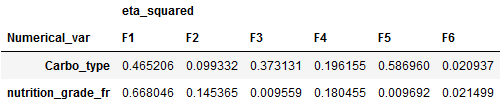 eta_squared
Numerical_var F1 F2 F3 F4 F5 F6
Carbo_type 0.465206 0.099332 0.373131 0.196155 0.586960 0.020937
nutrition_grade_fr 0.668046 0.145365 0.009559 0.180455 0.009692 0.021499